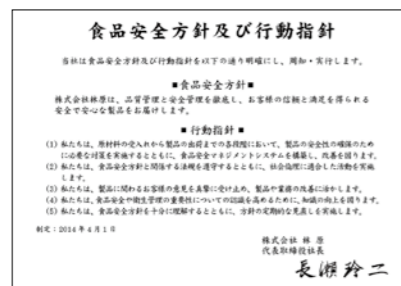 食品安全方針及び行動指針
当社は食品安全方針及び行動指針を以下の通り明確にし、周知・実行します。
■食品安全方針■
株式会社林原は、品質管理と安全管理を徹底し、お客様の信頼と満足を得られる
安全で安心な製品をお届けします。
■行動指針■
(1) 私たちは、原材料の受入れから製品の出荷までの各段階において、製品の安全性の確保のため
に必要な対策を実施するとともに、食品安全マネジメントシステムを構築し、改善を図ります。
(2) 私たちは、食品安全方針と関係する法規を遵守するとともに、社会倫理に適合した活動を実施
します。
(3) 私たちは、製品に関わるお客様の意見を真摯に受け止め、製品や業務の改善に活かします。
(4) 私たちは、食品安全や衛生管理の重要性についての認識を高めるために、知識の向上を図ります。
(5) 私たちは、食品安全方針を十分に理解するとともに、方針の定期的な見直しを実施します。
制定:2014年4月1日
株式会社 林原
代表取締役社長
長瀬玲二